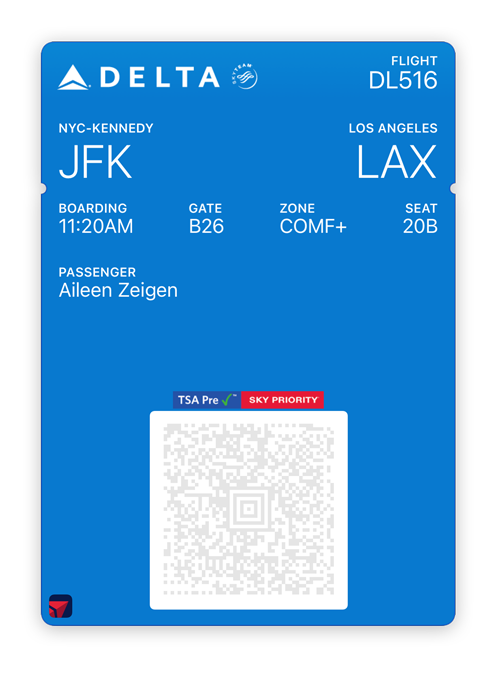 DELTA SKYTEAM FLIGHT
DL516
NYC-KENNEDY LOS ANGELES
JFK LAX
BOARDING GATE ZONE SEAT
11:20AM B26 COMF+ 20B
PASSENGER
Aileen Zeigen
TSA Pre ✓™ SKY PRIORITY